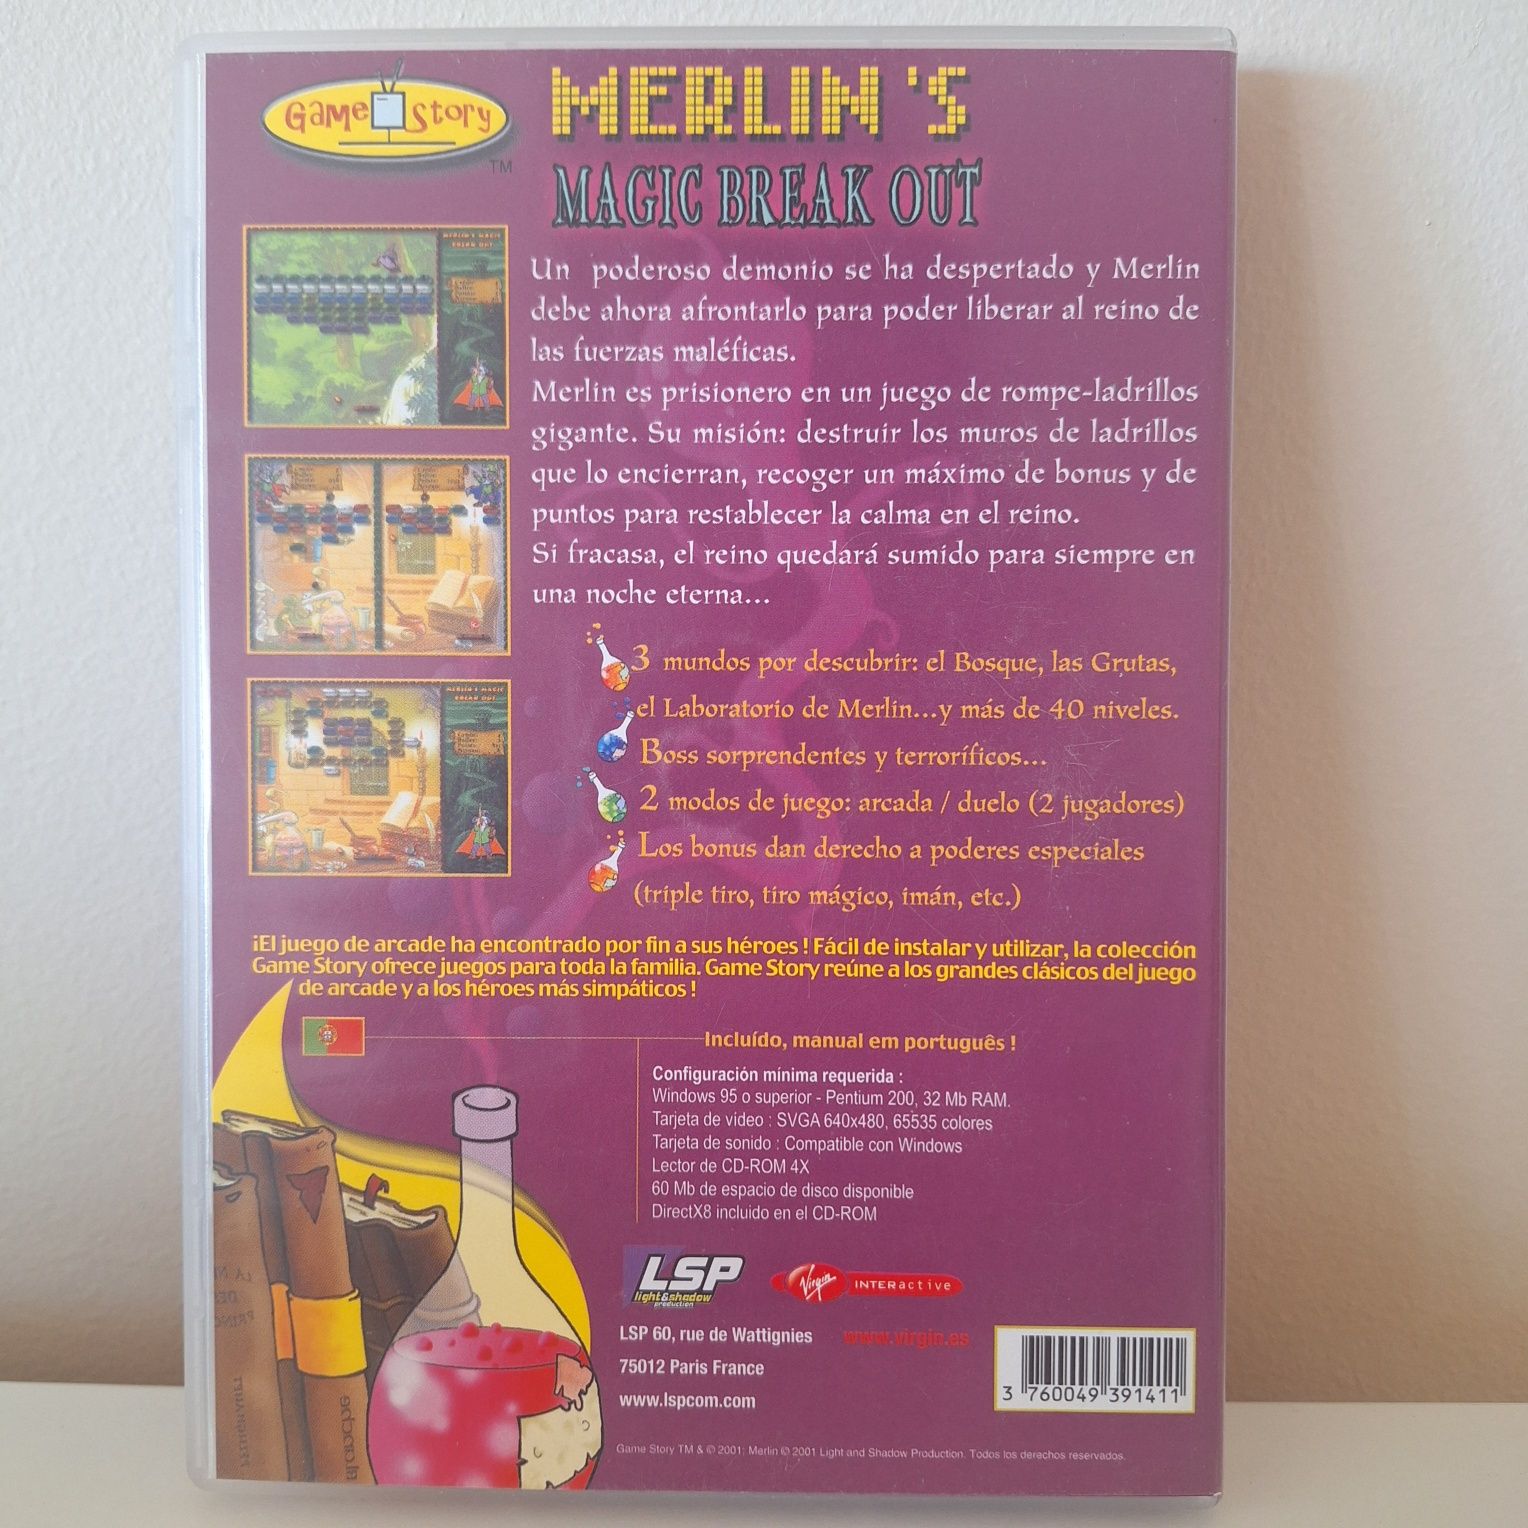 Game Story
TM
MERLIN'S
MAGIC BREAK OUT
Un poderoso demonio se ha despertado y Merlin
debe ahora afrontarlo para poder liberar al reino de
las fuerzas maléficas.
Merlin es prisionero en un juego de rompe-ladrillos
gigante. Su misión: destruir los muros de ladrillos
que lo encierran, recoger un máximo de bonus y de
puntos para restablecer la calma en el reino.
Si fracasa, el reino quedará sumido para siempre en
una noche eterna...
3 mundos por descubrir: el Bosque, las Grutas,
el Laboratorio de Merlin...y más de 40 niveles.
Boss sorprendentes y terroríficos...
2 modos de juego: arcada / duelo (2 jugadores)
Los bonus dan derecho a poderes especiales
(triple tiro, tiro mágico, imán, etc.)
¡El juego de arcade ha encontrado por fin a sus héroes ! Fácil de instalar y utilizar, la colección
Game Story ofrece juegos para toda la familia. Game Story reúne a los grandes clásicos del juego
de arcade y a los héroes más simpáticos !
Incluído, manual em português !
Configuración mínima requerida :
Windows 95 o superior - Pentium 200, 32 Mb RAM.
Tarjeta de video : SVGA 640x480, 65535 colores
Tarjeta de sonido : Compatible con Windows
Lector de CD-ROM 4X
60 Mb de espacio de disco disponible
DirectX8 incluido en el CD-ROM
LSP
light&shadow
production
Virgin INTERactive
LSP 60, rue de Wattignies
www.virgin.es
75012 Paris France
www.lspcom.com
3 760049 391411
Game Story TM & © 2001; Merlin © 2001 Light and Shadow Production. Todos los derechos reservados.
MERLIN'S MAGIC
BREAK OUT
MERLIN'S MAGIC
BREAK OUT